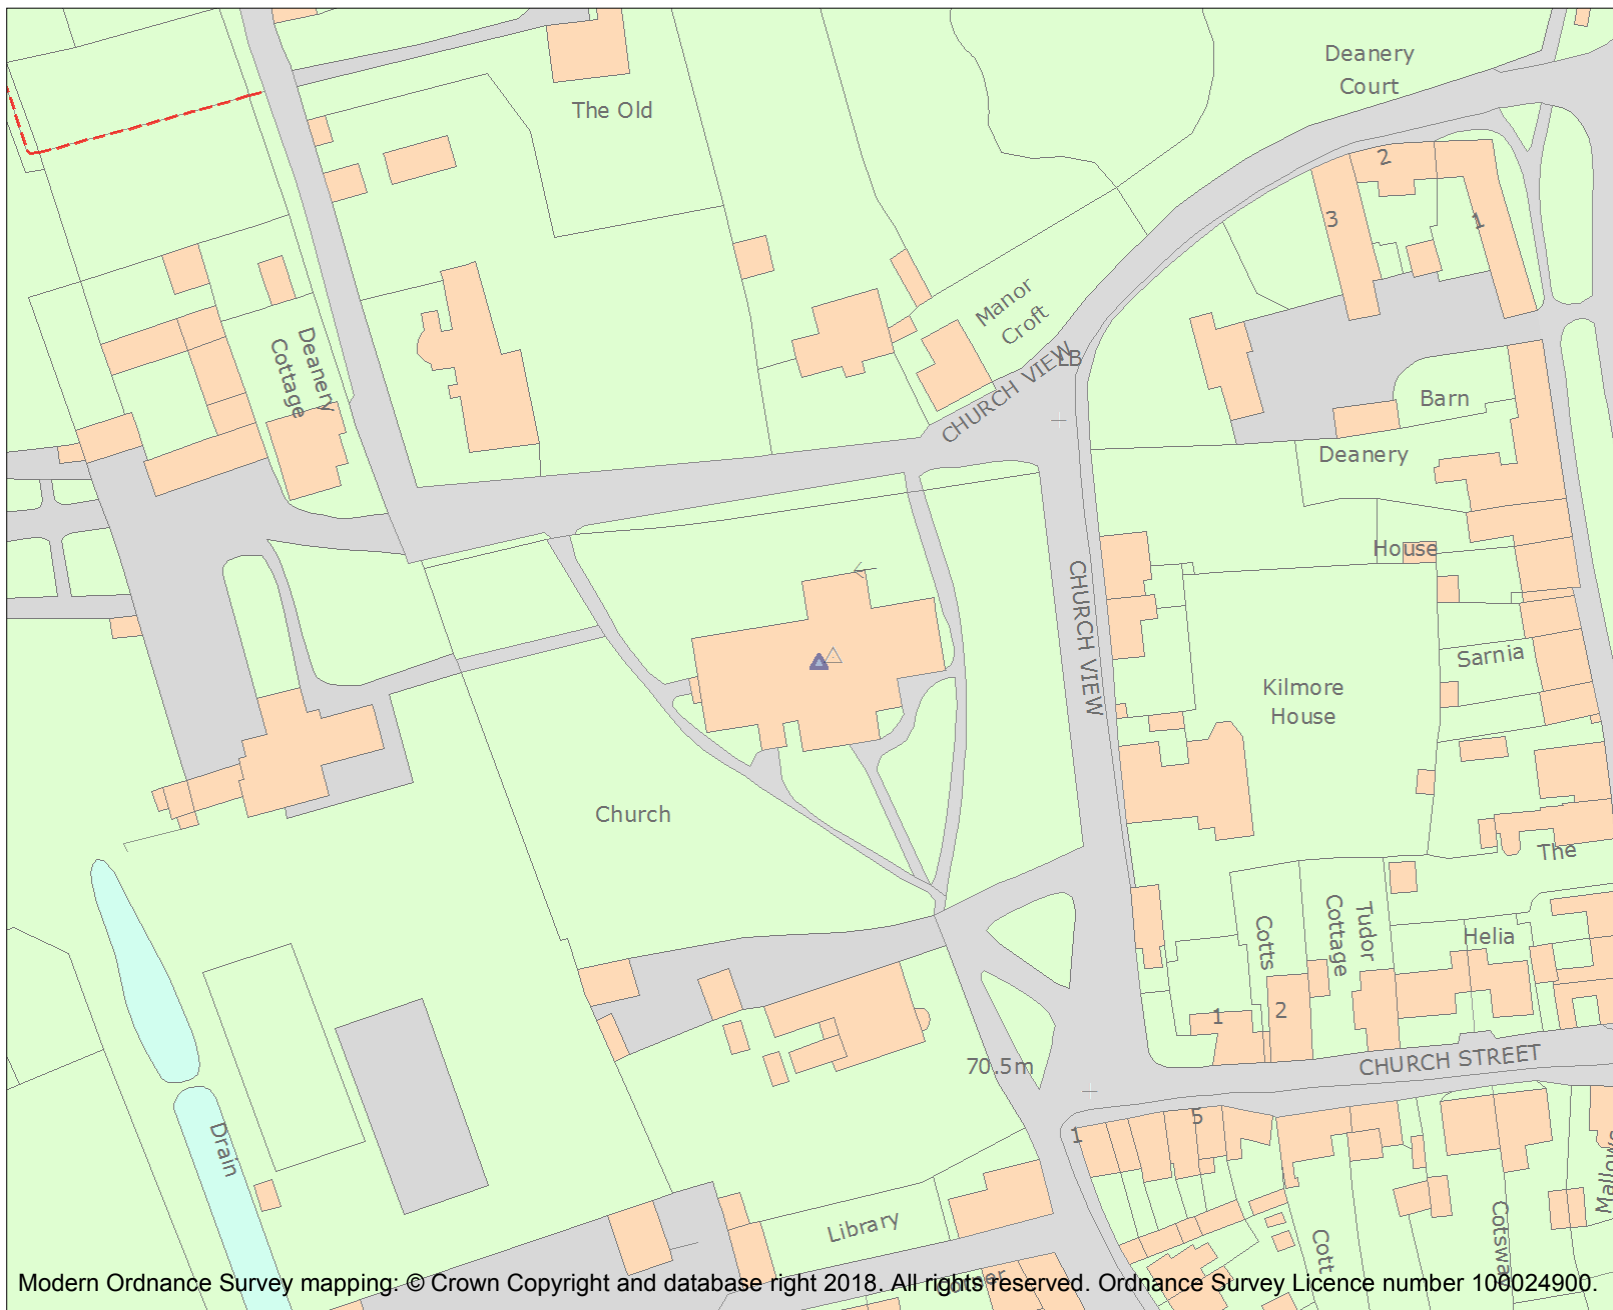 Deanery
Court
The Old
2
3
1
Manor
Croft
LB
CHURCH VIEW
Deanery
Cottage
Barn
Deanery
House
CHURCH VIEW
Sarnia
Kilmore
House
Church
The
Tudor
Cottage
Cotts
Helia
1
2
CHURCH STREET
70.5m
5
1
Drain
Library
Cott
Modern Ordnance Survey mapping: © Crown Copyright and database right 2018. All rights reserved. Ordnance Survey Licence number 100024900.